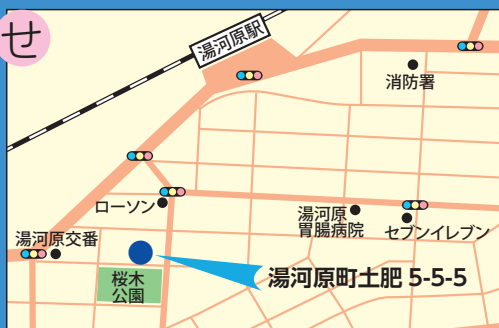 せ
湯河原駅
消防署
ローソン
湯河原
胃腸病院
セブンイレブン
湯河原交番
桜木
公園
湯河原町土肥 5-5-5